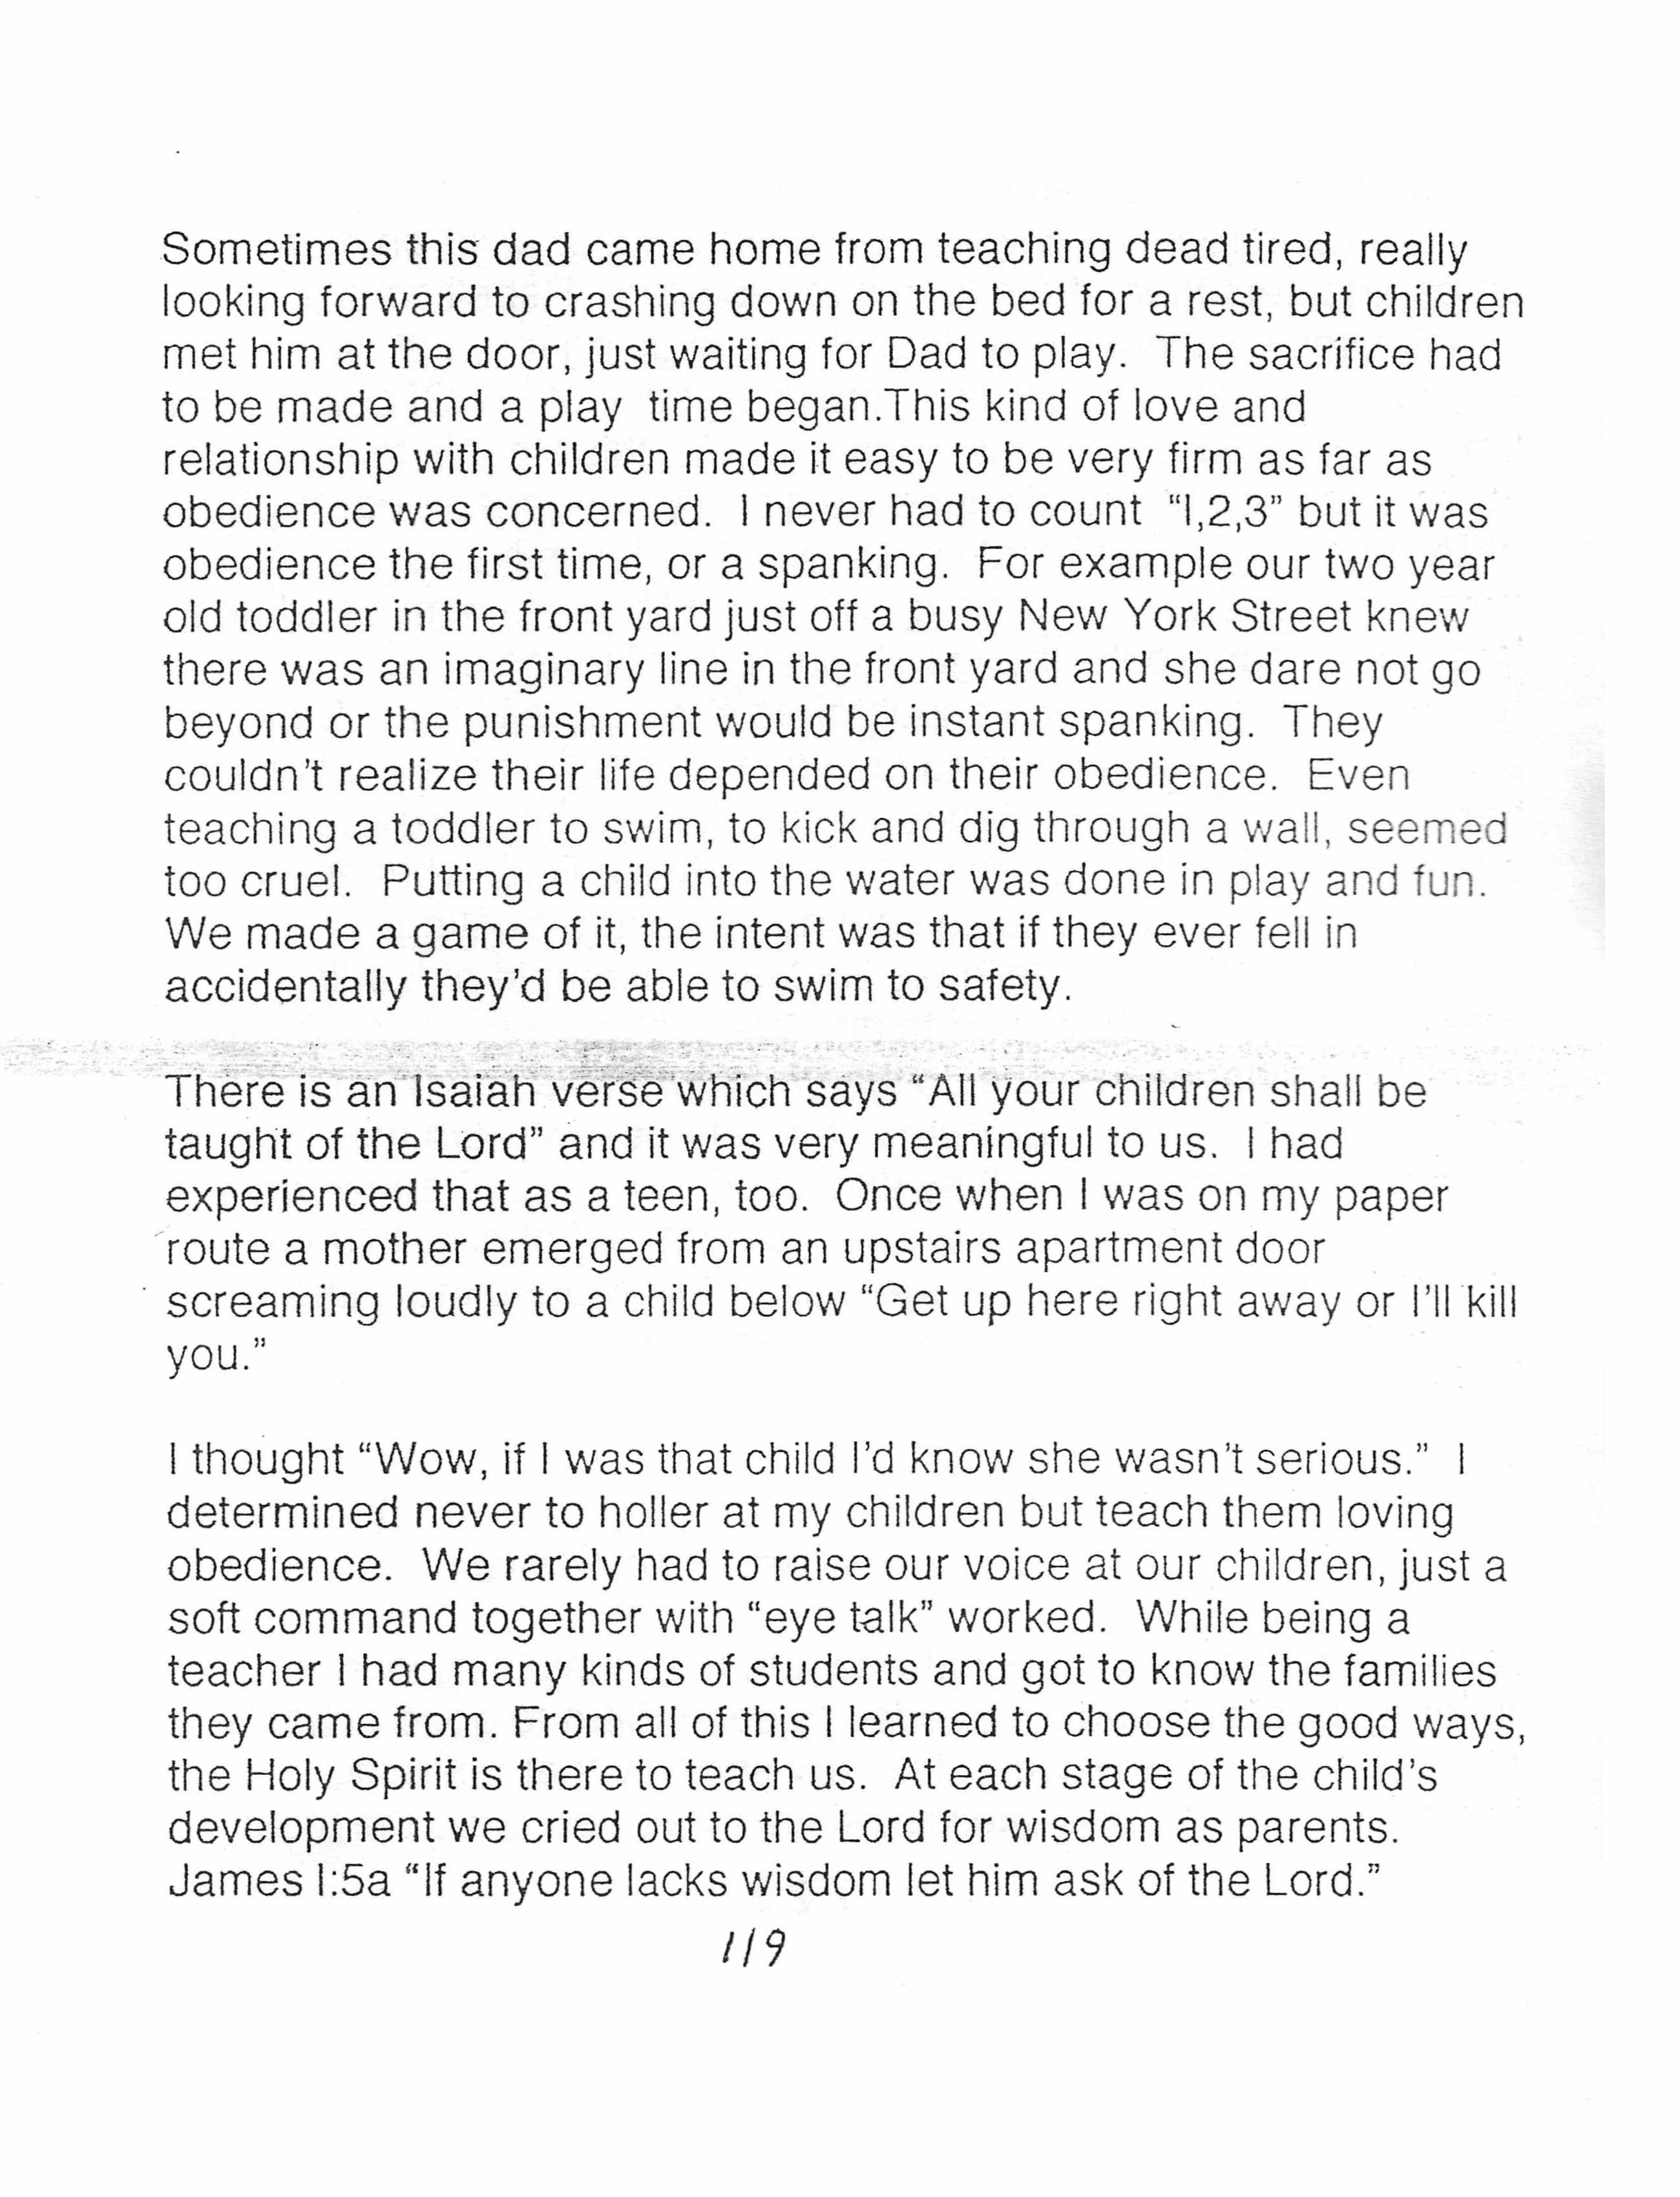 Sometimes this dad came home from teaching dead tired, really
looking forward to crashing down on the bed for a rest, but children
met him at the door, just waiting for Dad to play.  The sacrifice had
to be made and a play  time began.This kind of love and
relationship with children made it easy to be very firm as far as
obedience was concerned.  I never had to count  “I,2,3” but it was
obedience the first time, or a spanking.  For example our two year
old toddler in the front yard just off a busy New York Street knew
there was an imaginary line in the front yard and she dare not go
beyond or the punishment would be instant spanking.  They
couldn't realize their life depended on their obedience.  Even
teaching a toddler to swim, to kick and dig through a wall, seemed
too cruel.  Putting a child into the water was done in play and fun.
We made a game of it, the intent was that if they ever fell in
accidentally they'd be able to swim to safety.
There is an Isaiah verse which says “All your children shall be
taught of the Lord” and it was very meaningful to us.  I had
experienced that as a teen, too.  Once when I was on my paper
route a mother emerged from an upstairs apartment door
screaming loudly to a child below “Get up here right away or I'll kill
you.”
I thought “Wow, if I was that child I'd know she wasn't serious.”  I
determined never to holler at my children but teach them loving
obedience.  We rarely had to raise our voice at our children, just a
soft command together with “eye talk” worked.  While being a
teacher I had many kinds of students and got to know the families
they came from. From all of this I learned to choose the good ways,
the Holy Spirit is there to teach us.  At each stage of the child's
development we cried out to the Lord for wisdom as parents.
James I:5a “If anyone lacks wisdom let him ask of the Lord.”
119